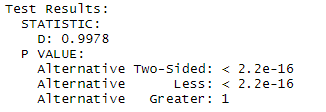 Test Results:
STATISTIC:
D: 0.9978
P VALUE:
Alternative Two-Sided: < 2.2e-16
Alternative Less: < 2.2e-16
Alternative Greater: 1